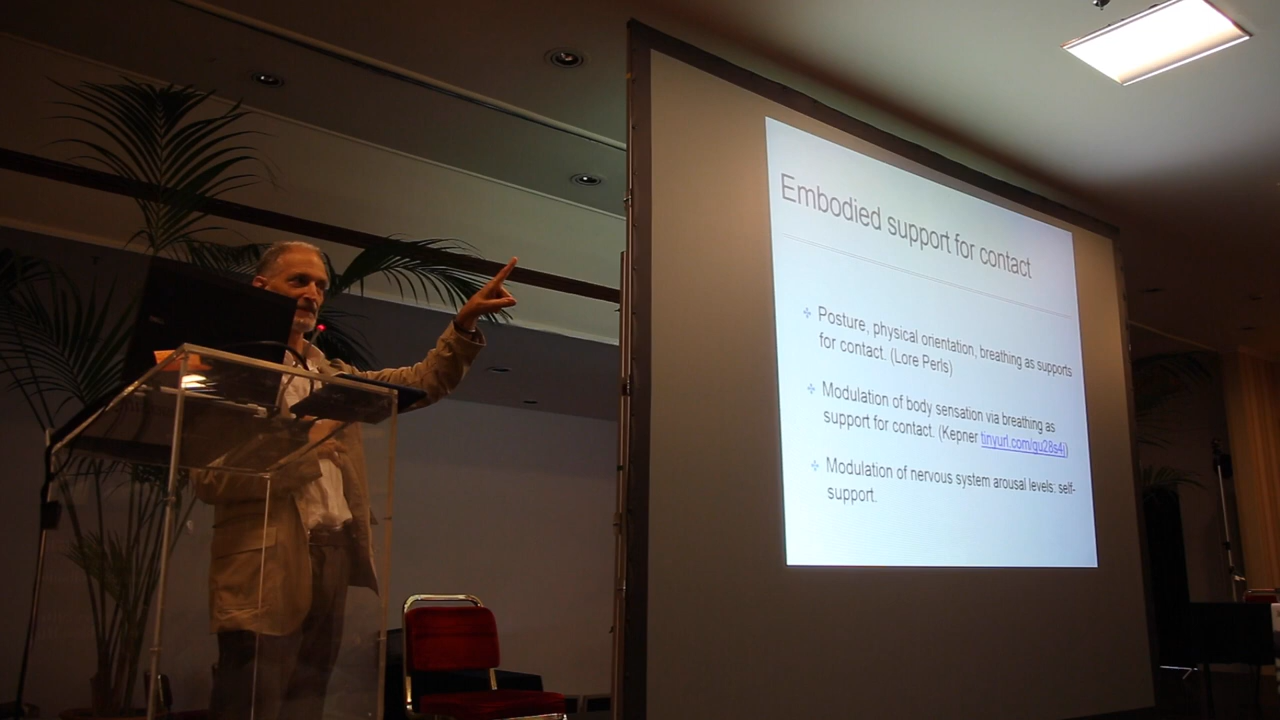 Embodied support for contact
Posture, physical orientation, breathing as supports
for contact. (Lore Perls)
Modulation of body sensation via breathing as
support for contact. (Kepner tinyurl.com/gu28s4j)
Modulation of nervous system arousal levels: self-
support.